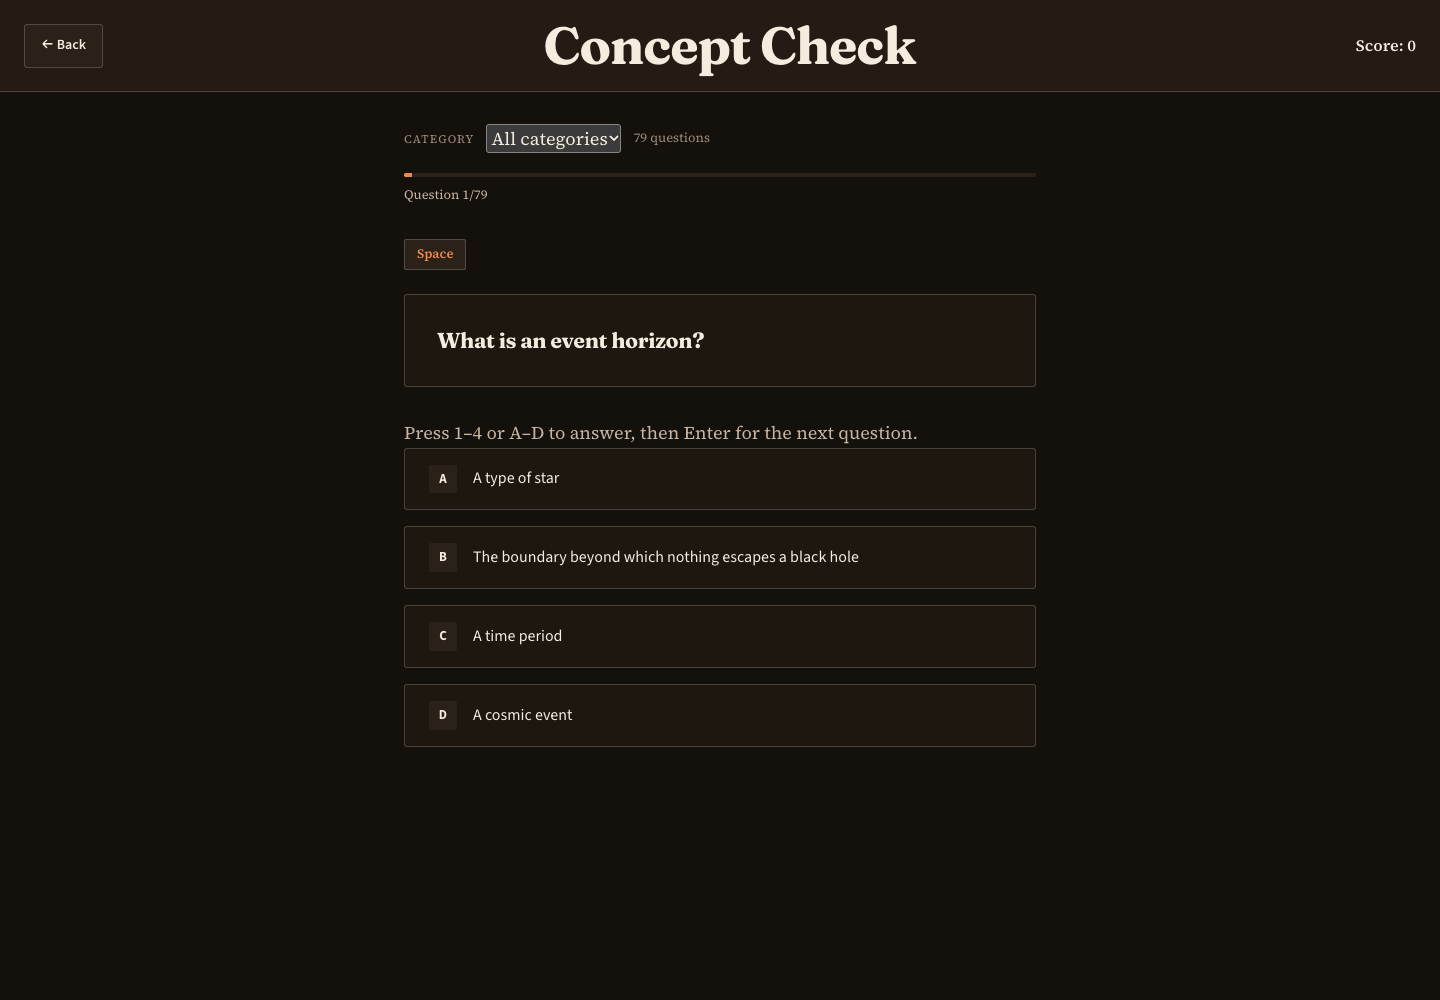 ← Back
Concept Check
Score: 0
CATEGORY All categories 79 questions
Question 1/79
Space
What is an event horizon?
Press 1–4 or A–D to answer, then Enter for the next question.
A A type of star
B The boundary beyond which nothing escapes a black hole
C A time period
D A cosmic event